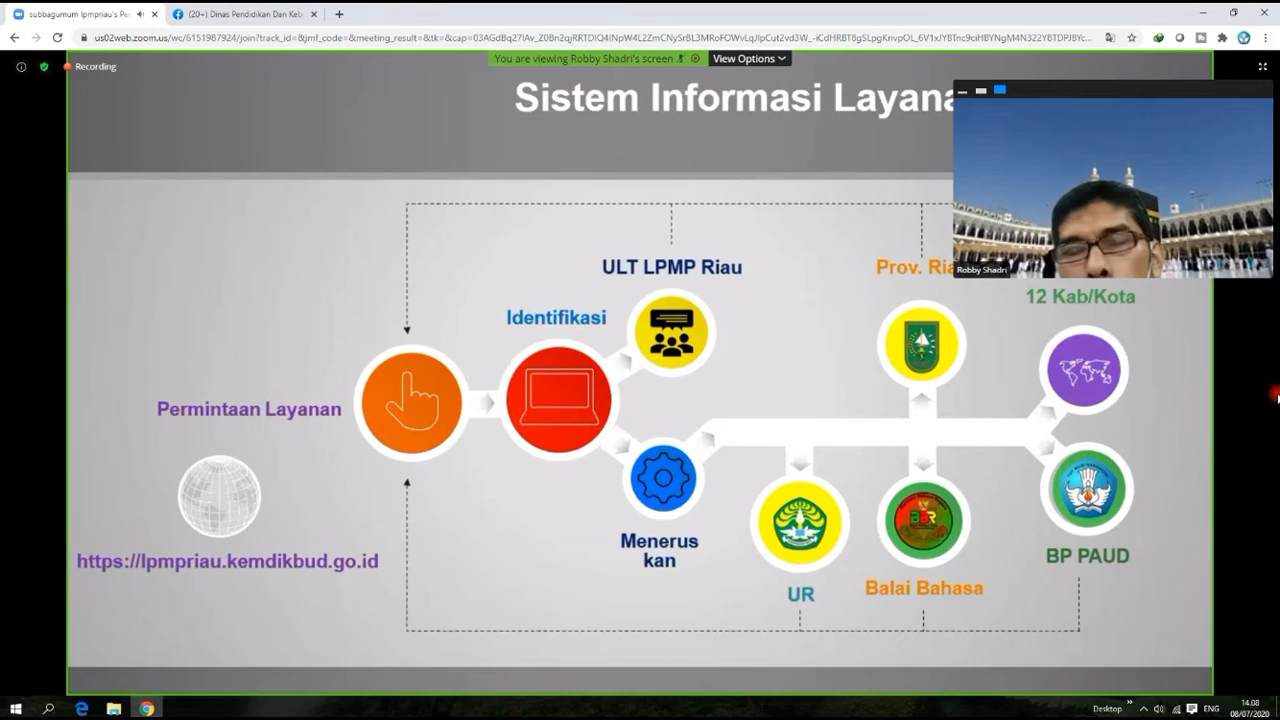 subbagumum lpmpriau's Pe
(20+) Dinas Pendidikan Dan Keb
Recording
You are viewing Robby Shadri's screen
View Options
Sistem Informasi Layana
Robby Shadri
ULT LPMP Riau
Prov. Ria
12 Kab/Kota
Identifikasi
Permintaan Layanan
https://lpmpriau.kemdikbud.go.id
Menerus
kan
UR
Balai Bahasa
BP PAUD
BBR
Desktop
ENG
14.08
08/07/2020